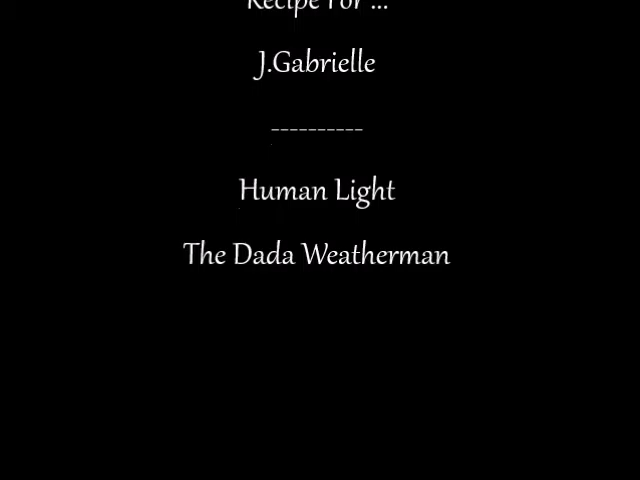 Recipe For ...
J.Gabrielle
----------
Human Light
The Dada Weatherman